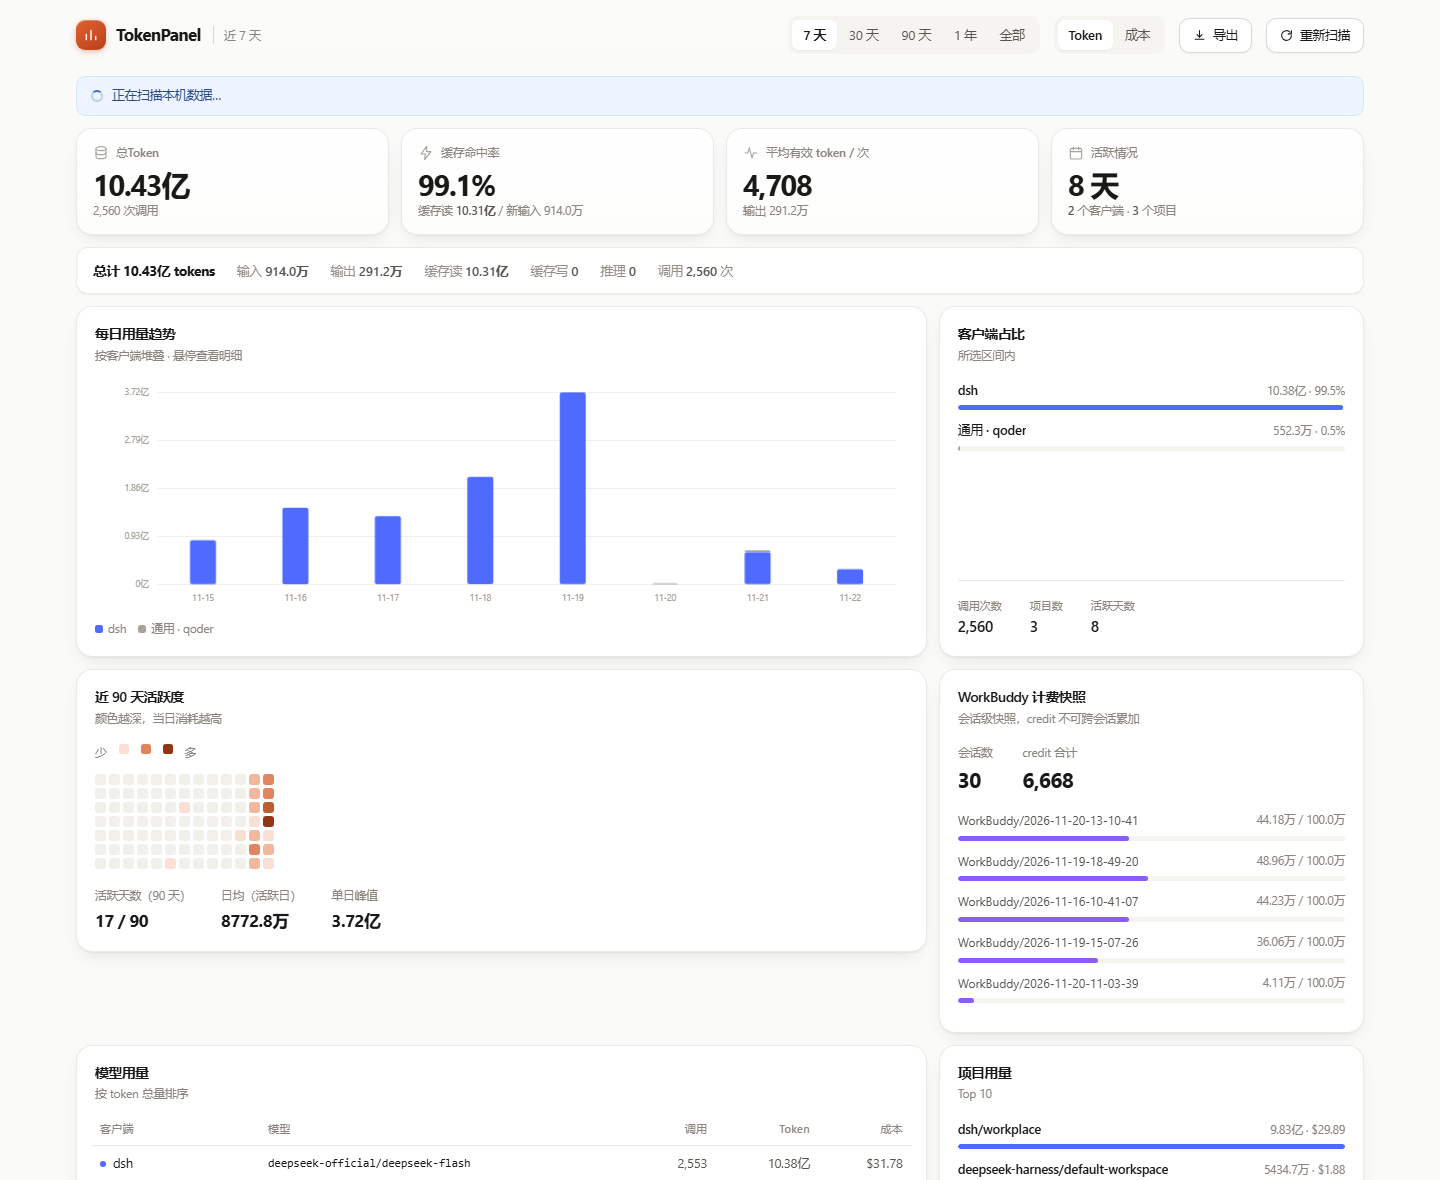 TokenPanel 近 7 天
7 天 30 天 90 天 1 年 全部 Token 成本 导出 重新扫描
正在扫描本机数据...
总Token
10.43亿
2,560 次调用
缓存命中率
99.1%
缓存读 10.31亿 / 新输入 914.0万
平均有效 token / 次
4,708
输出 291.2万
活跃情况
8 天
2 个客户端 · 3 个项目
总计 10.43亿 tokens 输入 914.0万 输出 291.2万 缓存读 10.31亿 缓存写 0 推理 0 调用 2,560 次
每日用量趋势
按客户端堆叠 · 悬停查看明细
3.72亿
2.79亿
1.86亿
0.93亿
0亿
11-15 11-16 11-17 11-18 11-19 11-20 11-21 11-22
dsh 通用 · qoder
客户端占比
所选区间内
dsh 10.38亿 · 99.5%
通用 · qoder 552.3万 · 0.5%
调用次数 项目数 活跃天数
2,560 3 8
近 90 天活跃度
颜色越深，当日消耗越高
少 多
活跃天数（90 天） 日均（活跃日） 单日峰值
17 / 90 8772.8万 3.72亿
WorkBuddy 计费快照
会话级快照，credit 不可跨会话累加
会话数 credit 合计
30 6,668
WorkBuddy/2026-11-20-13-10-41 44.18万 / 100.0万
WorkBuddy/2026-11-19-18-49-20 48.96万 / 100.0万
WorkBuddy/2026-11-16-10-41-07 44.23万 / 100.0万
WorkBuddy/2026-11-19-15-07-26 36.06万 / 100.0万
WorkBuddy/2026-11-20-11-03-39 4.11万 / 100.0万
模型用量
按 token 总量排序
客户端 模型 调用 Token 成本
dsh deepseek-official/deepseek-flash 2,553 10.38亿 $31.78
项目用量
Top 10
dsh/workplace 9.83亿 · $29.89
deepseek-harness/default-workspace 5434.7万 · $1.88